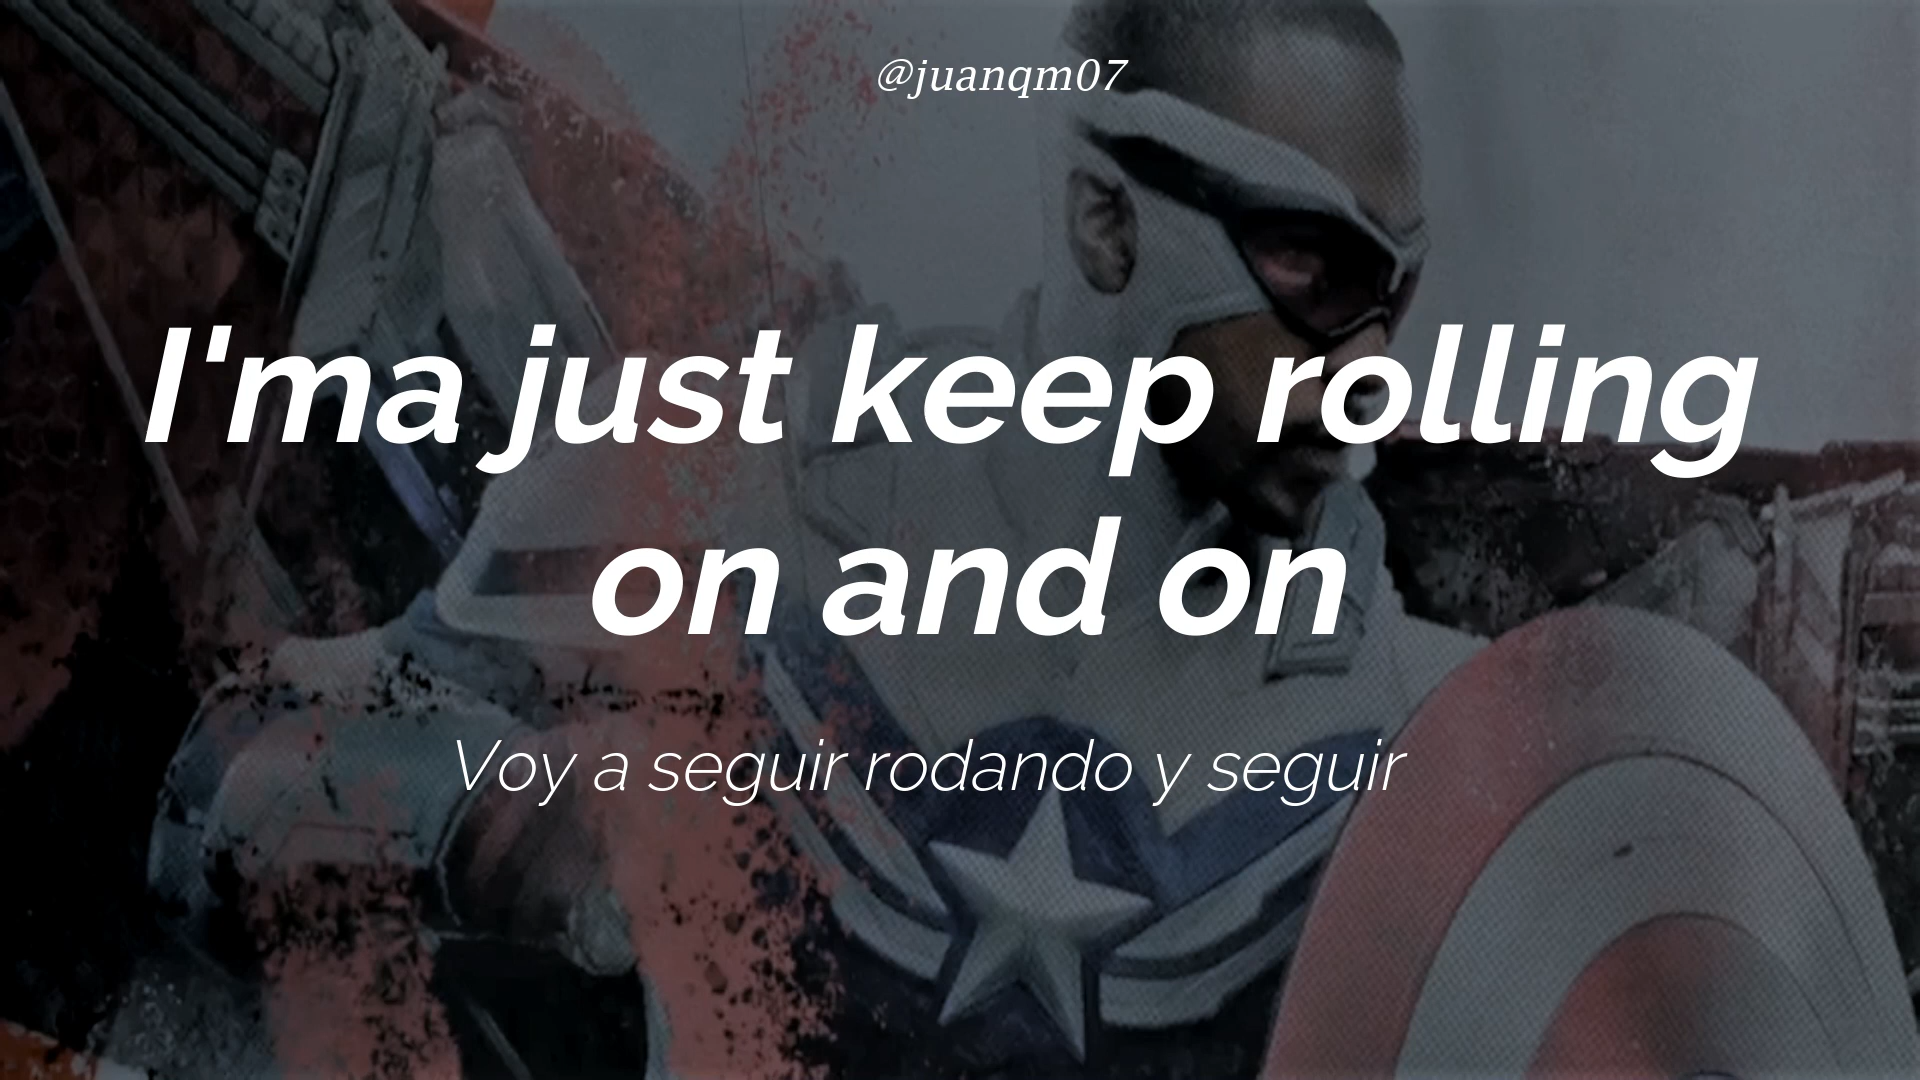 @juanqm07
I'ma just keep rolling
on and on
Voy a seguir rodando y seguir